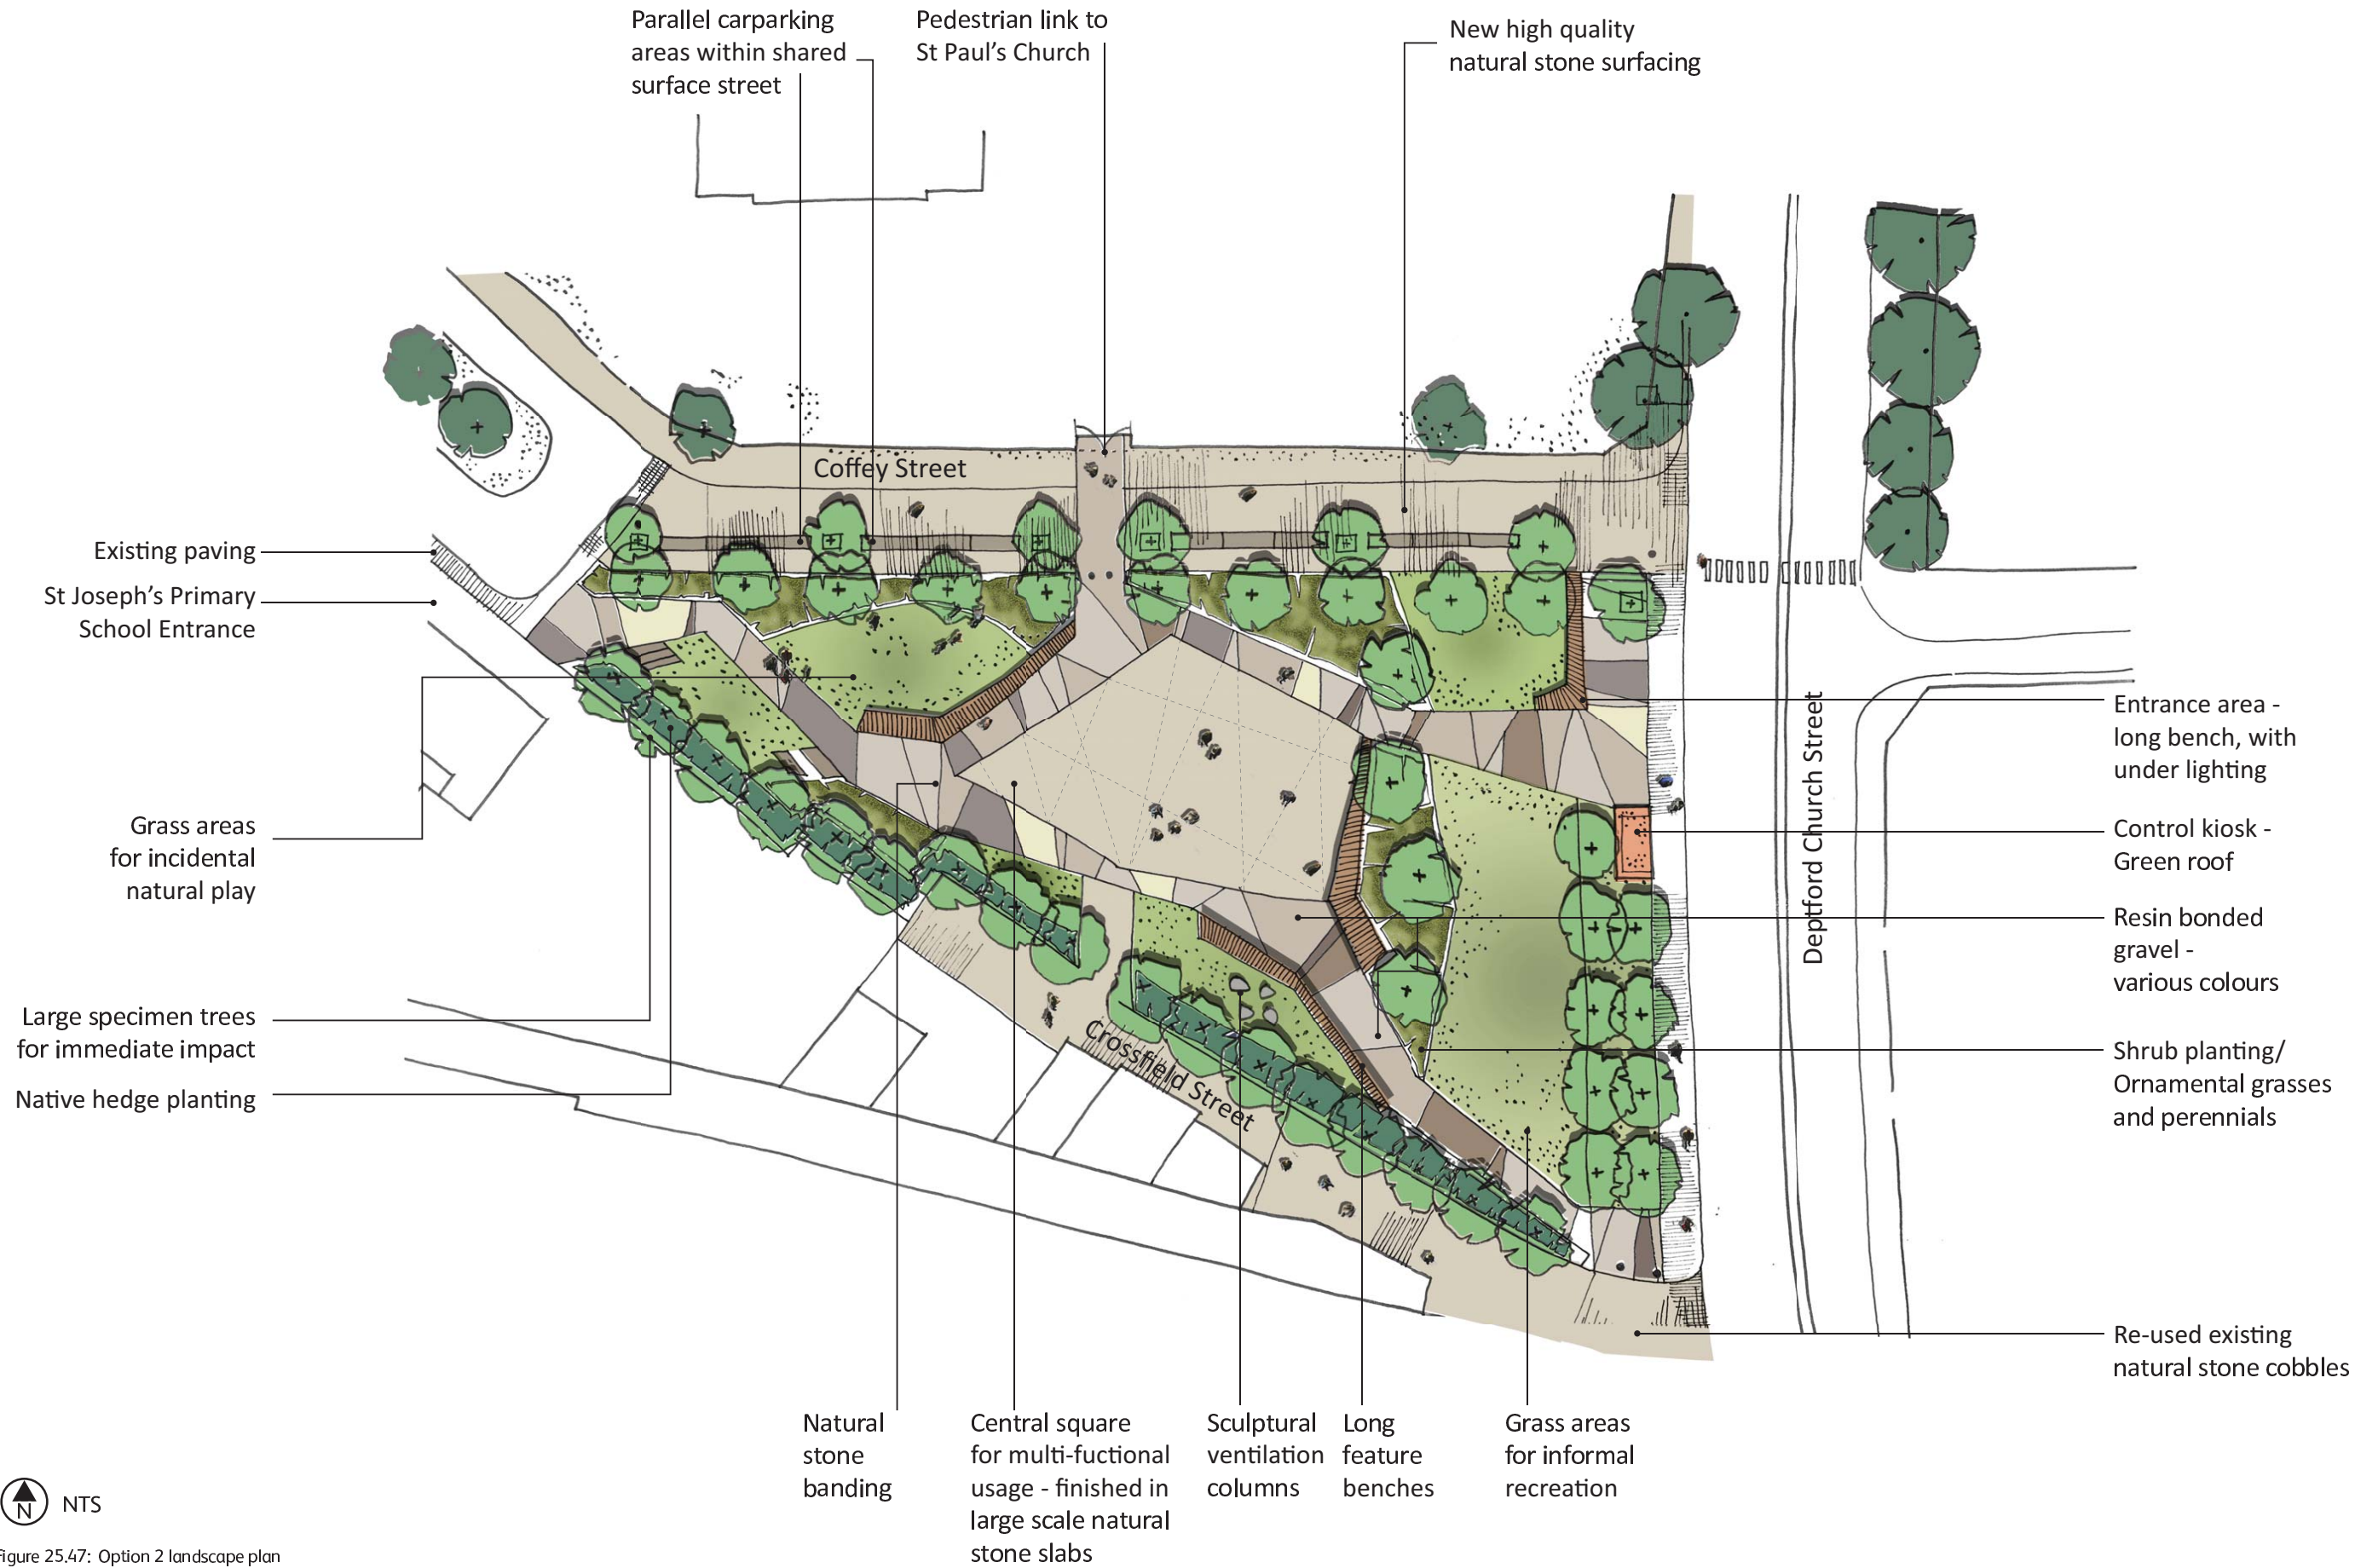 Parallel carparking
areas within shared
surface street
Pedestrian link to
St Paul's Church
New high quality
natural stone surfacing
Coffey Street
Existing paving
St Joseph's Primary
School Entrance
Grass areas
for incidental
natural play
Large specimen trees
for immediate impact
Native hedge planting
Crossfield Street
Deptford Church Street
Entrance area -
long bench, with
under lighting
Control kiosk -
Green roof
Resin bonded
gravel -
various colours
Shrub planting/
Ornamental grasses
and perennials
Re-used existing
natural stone cobbles
Natural
stone
banding
Central square
for multi-fuctional
usage - finished in
large scale natural
stone slabs
Sculptural
ventilation
columns
Long
feature
benches
Grass areas
for informal
recreation
N
NTS
Figure 25.47: Option 2 landscape plan